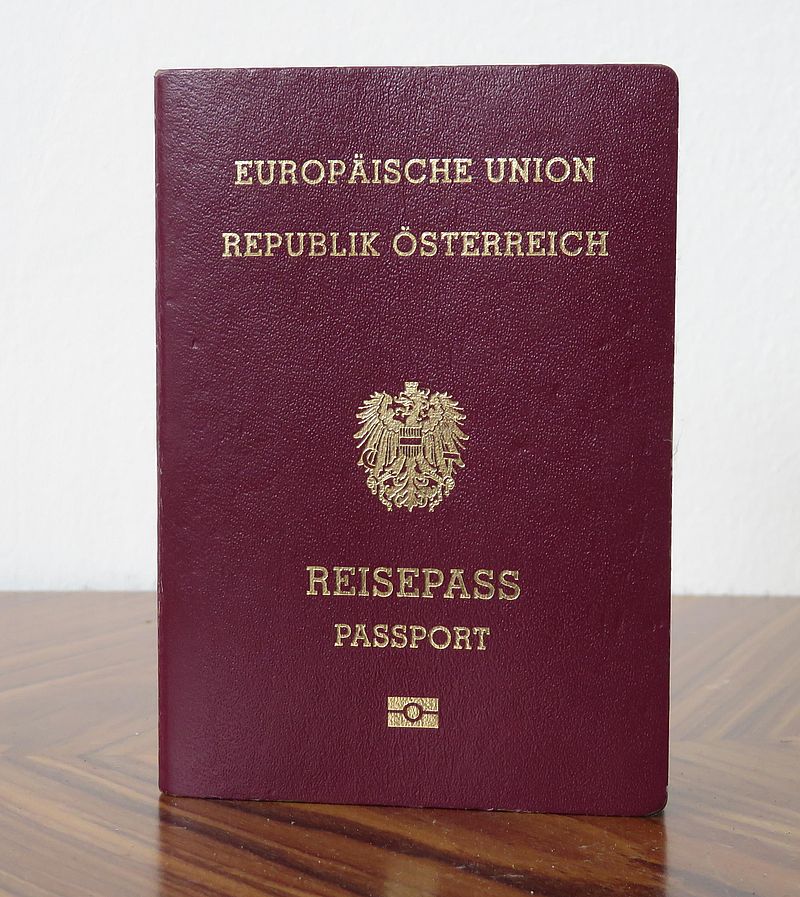 EUROPÄISCHE UNION
REPUBLIK ÖSTERREICH
REISEPASS
PASSPORT